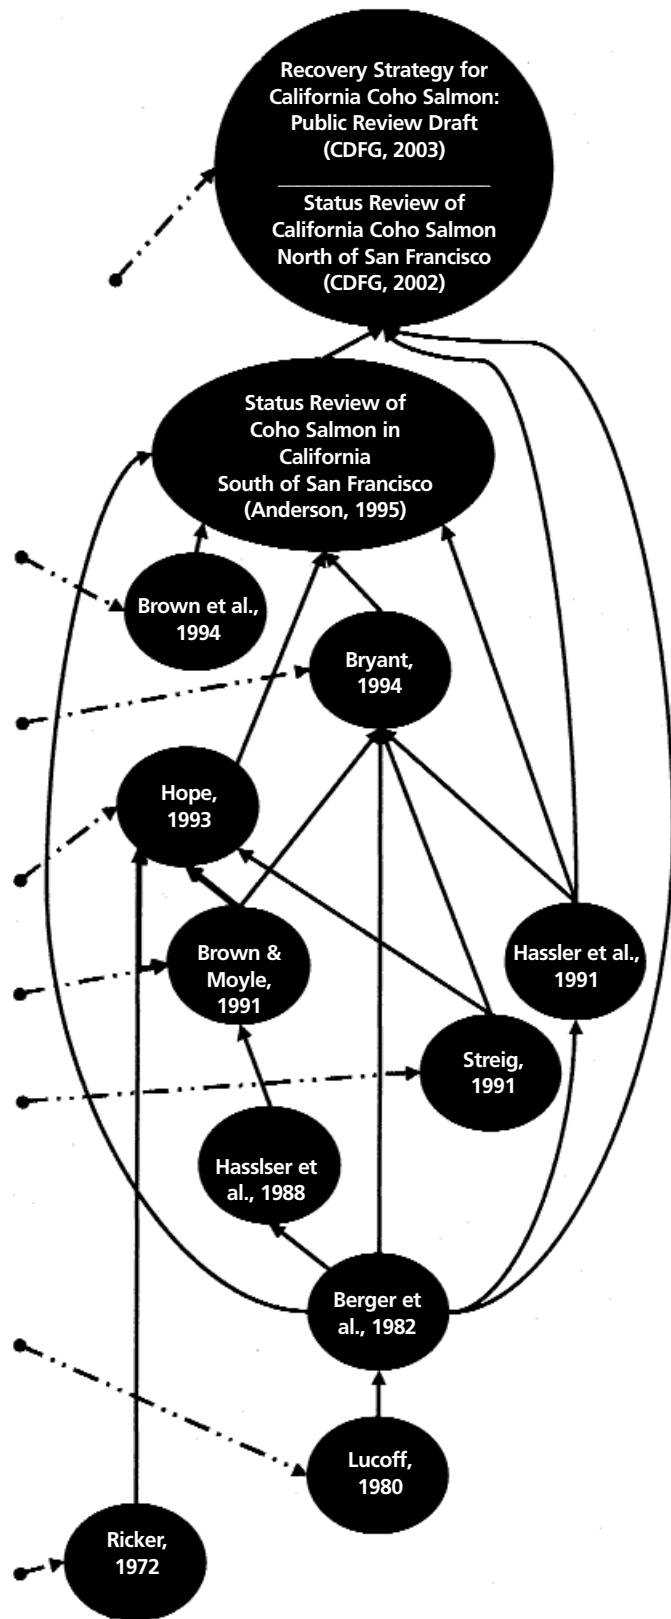 Recovery Strategy for
California Coho Salmon:
Public Review Draft
(CDFG, 2003)
Status Review of
California Coho Salmon
North of San Francisco
(CDFG, 2002)
Status Review of
Coho Salmon in
California
South of San Francisco
(Anderson, 1995)
Brown et al.,
1994
Bryant,
1994
Hope,
1993
Brown &
Moyle,
1991
Hassler et al.,
1991
Streig,
1991
Hasslser et
al., 1988
Berger et
al., 1982
Lucoff,
1980
Ricker,
1972